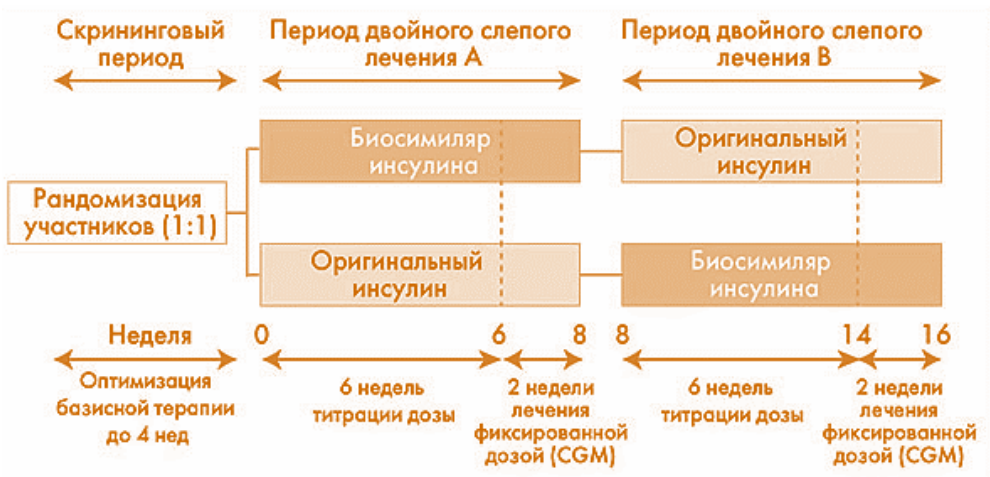 Скрининговый
период
Период двойного слепого
лечения А
Период двойного слепого
лечения В
Биосимиляр
инсулина
Оригинальный
инсулин
Рандомизация
участников (1:1)
Оригинальный
инсулин
Биосимиляр
инсулина
Неделя
0
6
8
8
14
16
Оптимизация
базисной терапии
до 4 нед
6 недель
титрации дозы
2 недели
лечения
фиксированной
дозой (CGM)
6 недель
титрации дозы
2 недели
лечения
фиксированной
дозой (CGM)